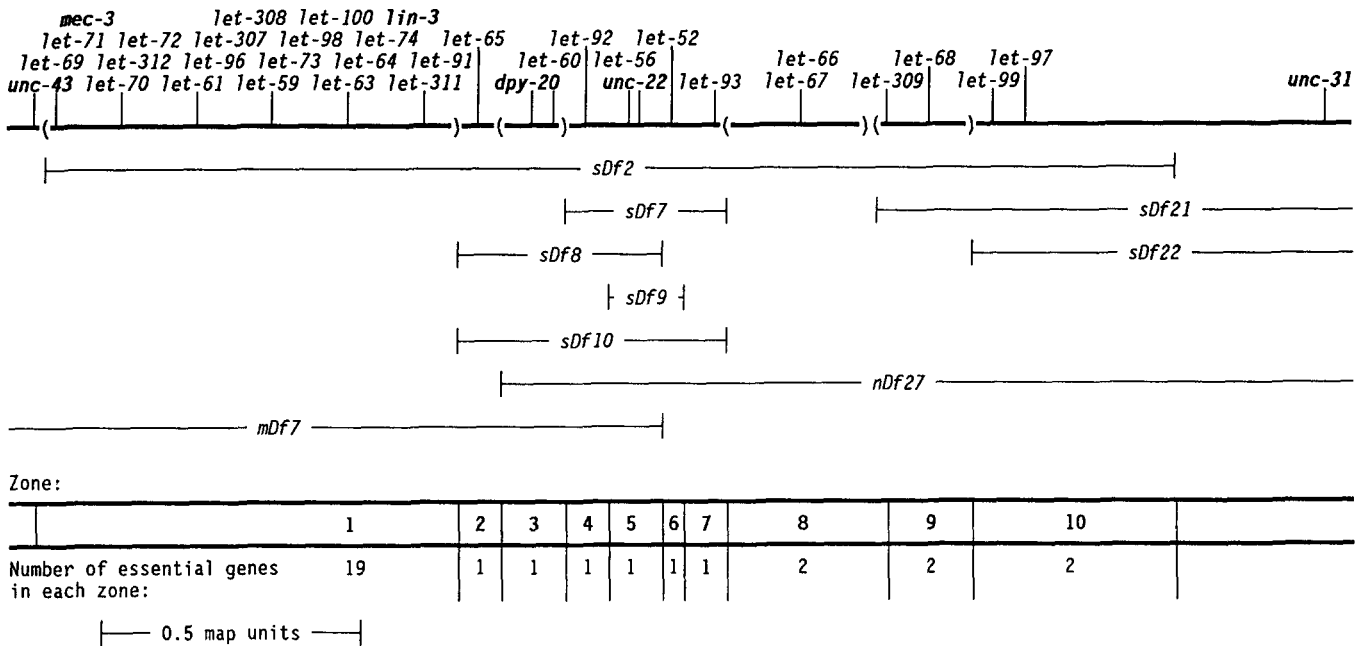 mec-3 let-308 let-100 lin-3
let-71 let-72 let-307 let-98 let-74 let-65 let-92 let-52
let-69 let-312 let-96 let-73 let-64 let-91 let-60 let-56 let-66 let-68 let-97
unc-43 let-70 let-61 let-59 let-63 let-311 dpy-20 unc-22 let-93 let-67 let-309 let-99 unc-31
( ) ( ) ( ) ( )
sDf2
sDf7 sDf21
sDf8 sDf22
sDf9
sDf10
nDf27
mDf7
Zone:
1 2 3 4 5 6 7 8 9 10
Number of essential genes 19 1 1 1 1 1 1 2 2 2
in each zone:
0.5 map units